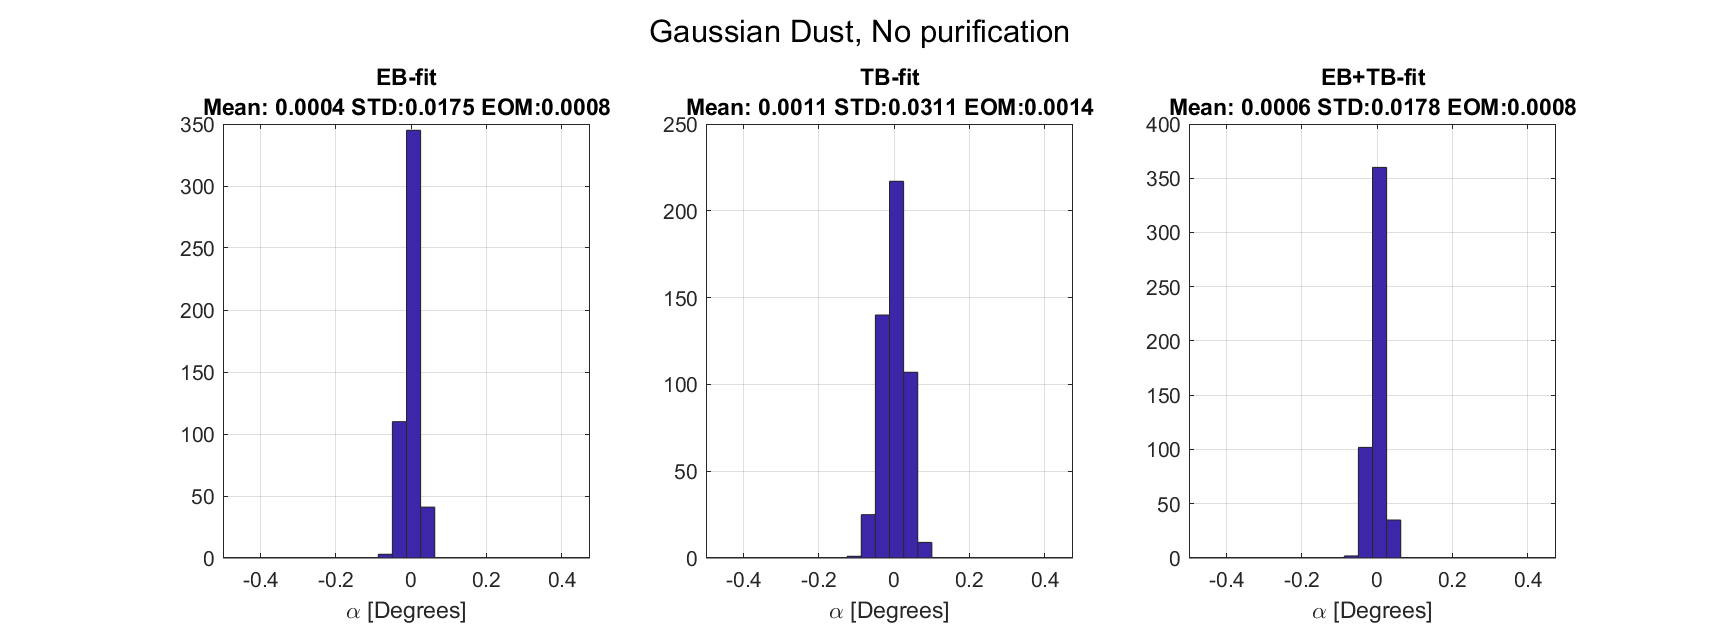 Gaussian Dust, No purification
EB-fit
Mean: 0.0004 STD:0.0175 EOM:0.0008
350
300
250
200
150
100
50
0
-0.4 -0.2 0 0.2 0.4
α [Degrees]
TB-fit
Mean: 0.0011 STD:0.0311 EOM:0.0014
250
200
150
100
50
0
-0.4 -0.2 0 0.2 0.4
α [Degrees]
EB+TB-fit
Mean: 0.0006 STD:0.0178 EOM:0.0008
400
350
300
250
200
150
100
50
0
-0.4 -0.2 0 0.2 0.4
α [Degrees]